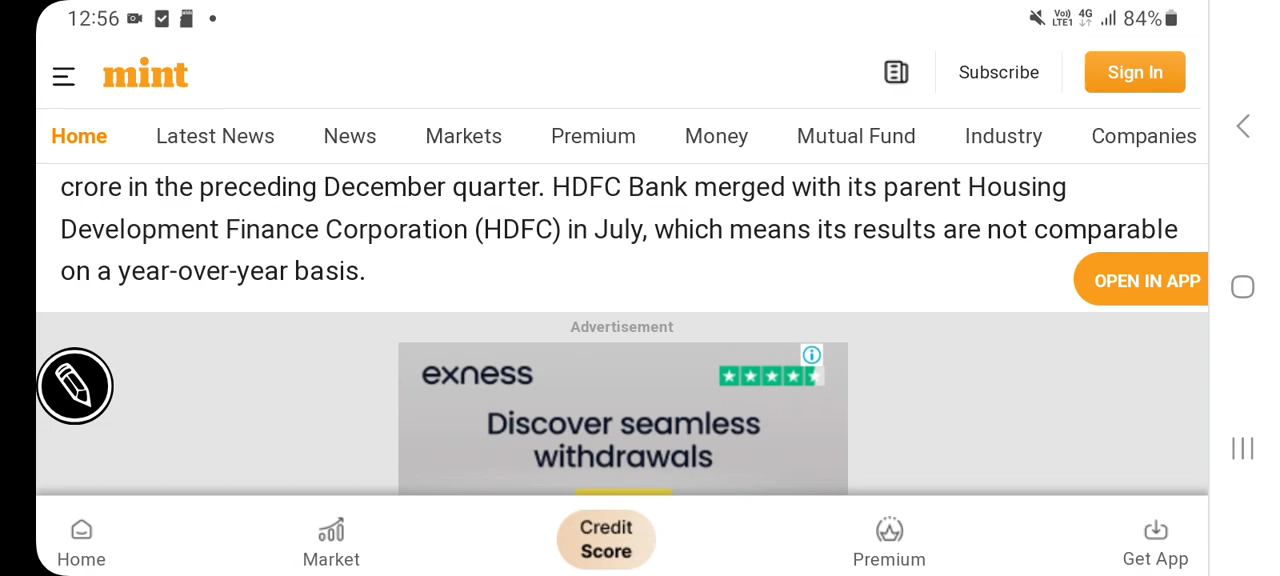 12:56
Vo)) LTE1 4G 84%
mint
Subscribe
Sign In
Home Latest News News Markets Premium Money Mutual Fund Industry Companies
crore in the preceding December quarter. HDFC Bank merged with its parent Housing
Development Finance Corporation (HDFC) in July, which means its results are not comparable
on a year-over-year basis.
OPEN IN APP
Advertisement
exness
Discover seamless
withdrawals
Home
Market
Credit
Score
Premium
Get App